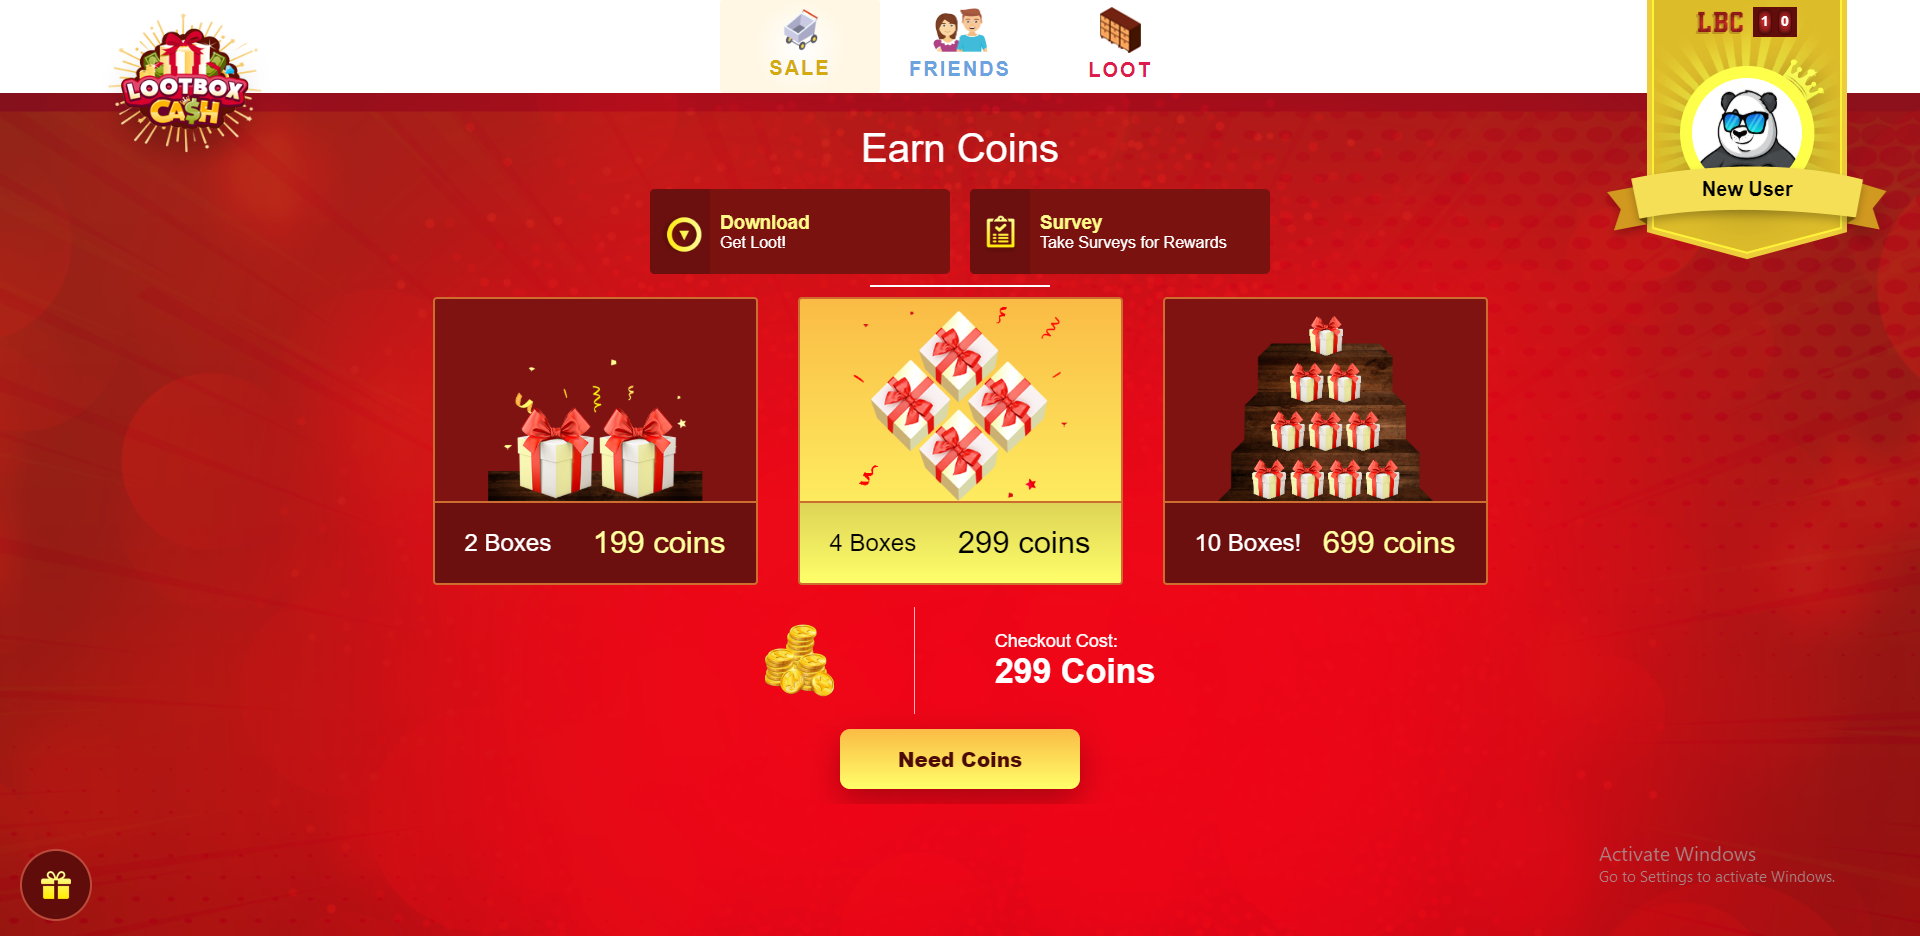 LOOTBOX
CA$H
SALE
FRIENDS
LOOT
LBC 10
New User
Earn Coins
Download
Get Loot!
Survey
Take Surveys for Rewards
2 Boxes 199 coins
4 Boxes 299 coins
10 Boxes! 699 coins
Checkout Cost:
299 Coins
Need Coins
Activate Windows
Go to Settings to activate Windows.